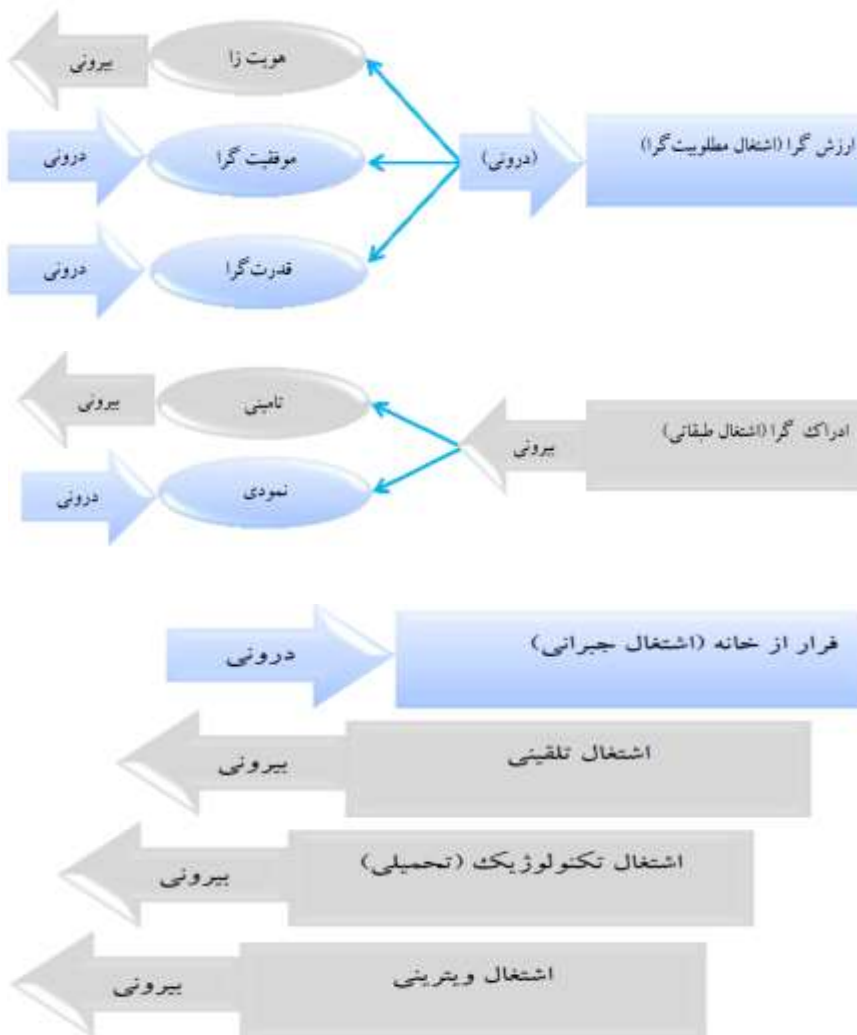 هویت زا
بیرونی
ارزش گرا (اشتغال مطلوبیت‌گرا)
(درونی)
موفقیت گرا
درونی
قدرت‌گرا
درونی
تامینی
بیرونی
ادراک گرا (اشتغال طبقاتی)
بیرونی
نمودی
درونی
فرار از خانه (اشتغال جبرانی)
درونی
اشتغال تلقینی
بیرونی
اشتغال تکنولوژیک (تحمیلی)
بیرونی
اشتغال ویترینی
بیرونی